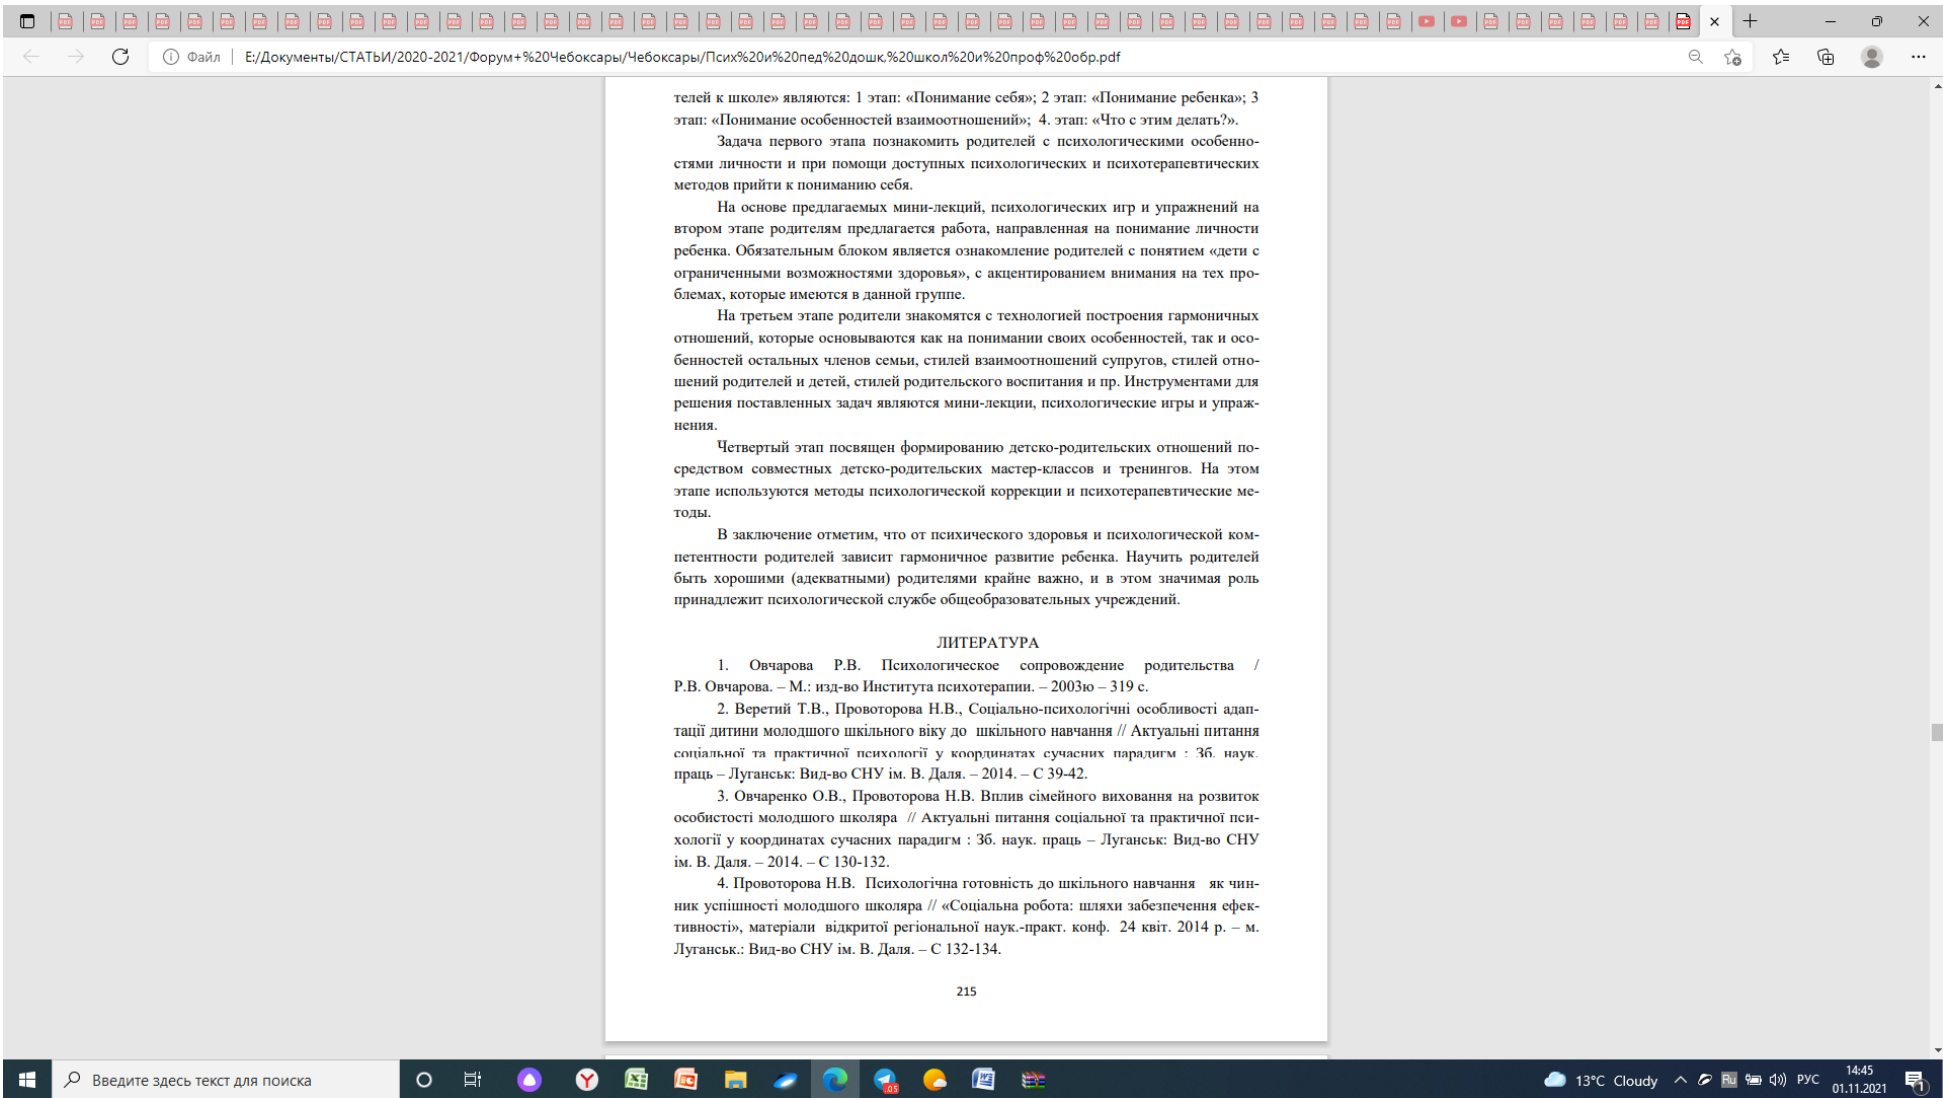 Файл
E:/Документы/СТАТЬИ/2020-2021/Форум+%20Чебоксары/Чебоксары/Псих%20и%20пед%20дошк,%20школ%20и%20проф%20обр.pdf
телей к школе» являются: 1 этап: «Понимание себя»; 2 этап: «Понимание ребенка»; 3
этап: «Понимание особенностей взаимоотношений»; 4. этап: «Что с этим делать?».
Задача первого этапа познакомить родителей с психологическими особенно-
стями личности и при помощи доступных психологических и психотерапевтических
методов прийти к пониманию себя.
На основе предлагаемых мини-лекций, психологических игр и упражнений на
втором этапе родителям предлагается работа, направленная на понимание личности
ребенка. Обязательным блоком является ознакомление родителей с понятием «дети с
ограниченными возможностями здоровья», с акцентированием внимания на тех про-
блемах, которые имеются в данной группе.
На третьем этапе родители знакомятся с технологией построения гармоничных
отношений, которые основываются как на понимании своих особенностей, так и осо-
бенностей остальных членов семьи, стилей взаимоотношений супругов, стилей отно-
шений родителей и детей, стилей родительского воспитания и пр. Инструментами для
решения поставленных задач являются мини-лекции, психологические игры и упраж-
нения.
Четвертый этап посвящен формированию детско-родительских отношений по-
средством совместных детско-родительских мастер-классов и тренингов. На этом
этапе используются методы психологической коррекции и психотерапевтические ме-
тоды.
В заключение отметим, что от психического здоровья и психологической ком-
петентности родителей зависит гармоничное развитие ребенка. Научить родителей
быть хорошими (адекватными) родителями крайне важно, и в этом значимая роль
принадлежит психологической службе общеобразовательных учреждений.
ЛИТЕРАТУРА
1. Овчарова Р.В. Психологическое сопровождение родительства /
Р.В. Овчарова. – М.: изд-во Института психотерапии. – 2003ю – 319 с.
2. Веретий Т.В., Провоторова Н.В., Соціально-психологічні особливості адап-
тації дитини молодшого шкільного віку до шкільного навчання // Актуальні питання
соціальної та практичної психології у координатах сучасних парадигм : Зб. наук.
праць – Луганськ: Вид-во СНУ ім. В. Даля. – 2014. – С 39-42.
3. Овчаренко О.В., Провоторова Н.В. Вплив сімейного виховання на розвиток
особистості молодшого школяра // Актуальні питання соціальної та практичної пси-
хології у координатах сучасних парадигм : Зб. наук. праць – Луганськ: Вид-во СНУ
ім. В. Даля. – 2014. – С 130-132.
4. Провоторова Н.В. Психологічна готовність до шкільного навчання як чин-
ник успішності молодшого школяра // «Соціальна робота: шляхи забезпечення ефек-
тивності», матеріали відкритої регіональної наук.-практ. конф. 24 квіт. 2014 р. – м.
Луганськ.: Вид-во СНУ ім. В. Даля. – С 132-134.
215
Введите здесь текст для поиска
13°C Cloudy
Ru
РУС
14:45
01.11.2021